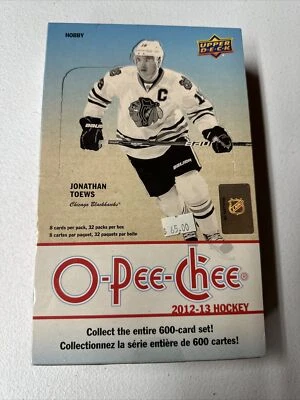 HOBBY
UPPER DECK
C
JONATHAN
TOEWS
Chicago Blackhawks®
8 cards per pack, 32 packs per box
8 cartes par paquet, 32 paquets par boîte
$ 65.00
NHL
O-Pee-Chee®
2012-13 HOCKEY
Collect the entire 600-card set!
Collectionnez la série entière de 600 cartes!